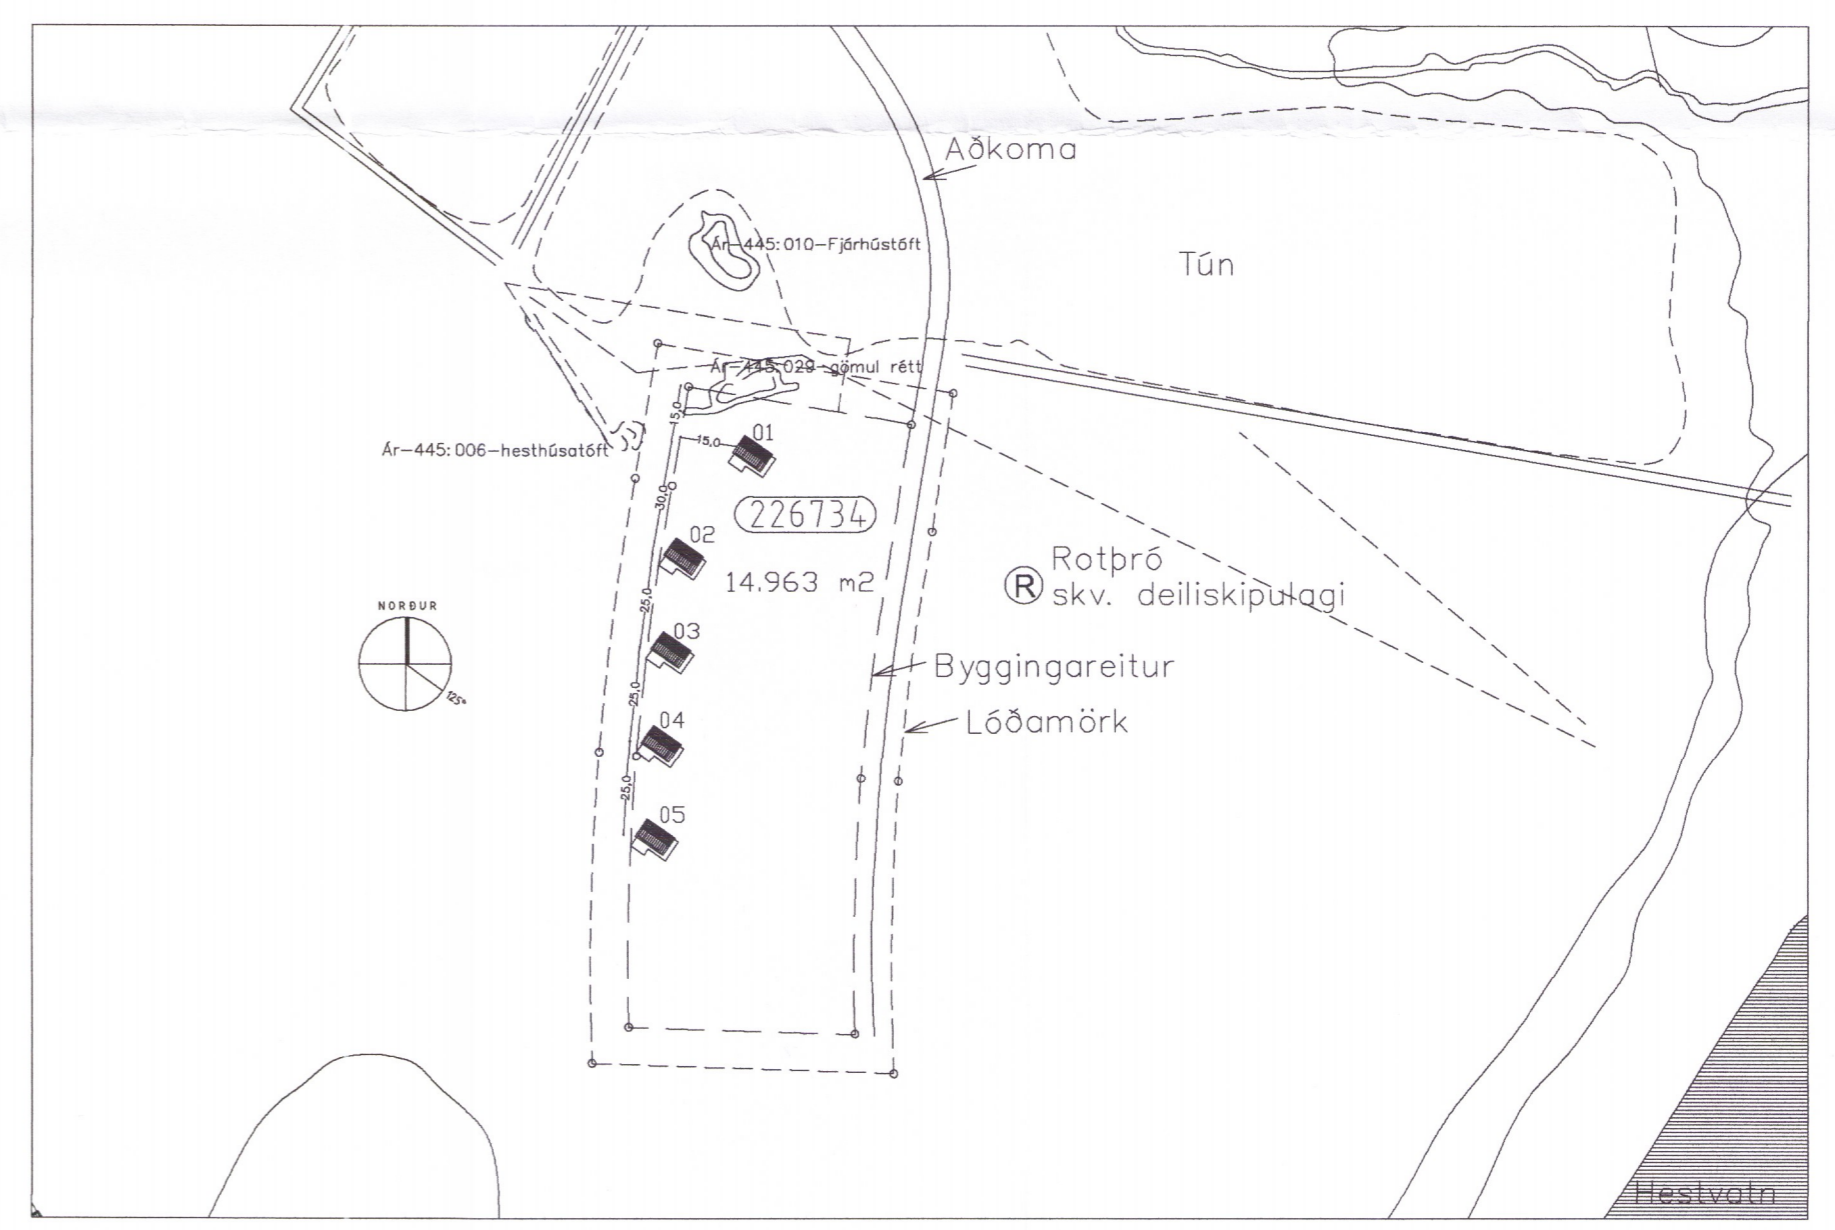 Aðkoma
Ár-445:010-Fjárhústóft
Tún
Ár-445:029-gömul rétt
15,0
01
15,0
Ár-445:006-hesthúsatóft
30,0
226734
02
Rotþró
R
14.963 m2
skv. deiliskipulagi
25,0
NORÐUR
03
Byggingareitur
125°
25,0
04
Lóðamörk
25,0
05
Hestvatn